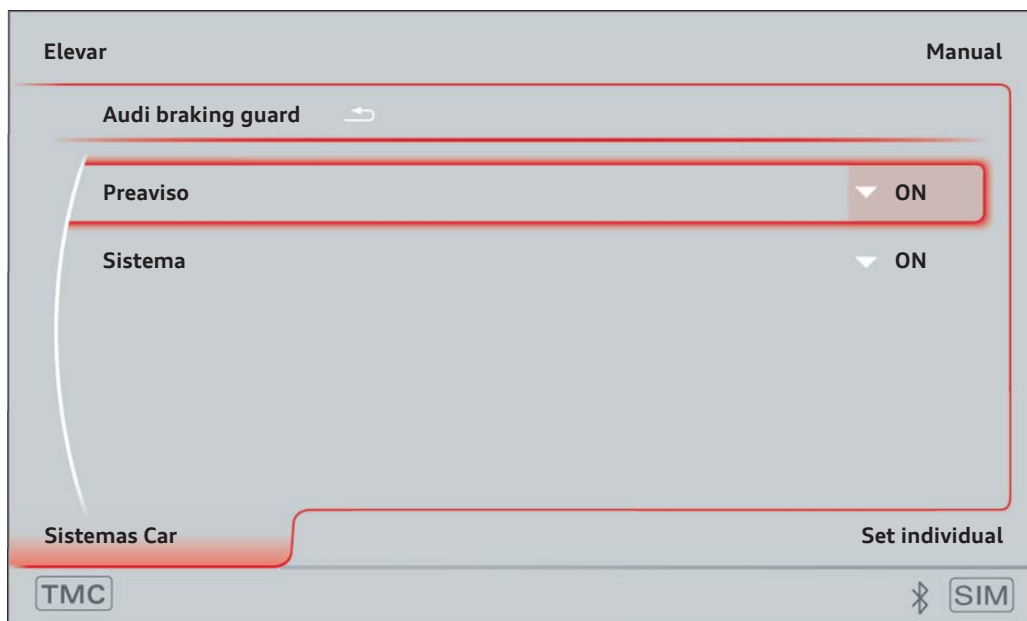 Elevar Manual
Audi braking guard
Preaviso ON
Sistema ON
Sistemas Car Set individual
TMC SIM